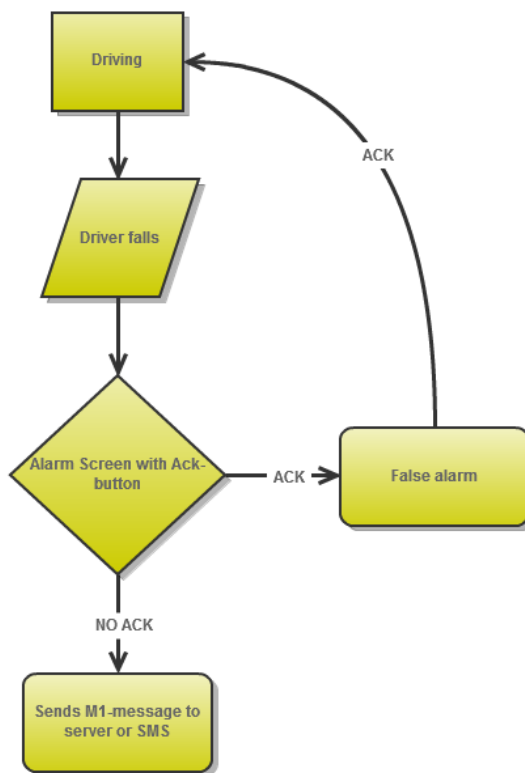 Driving
ACK
Driver falls
Alarm Screen with Ack-
button
ACK
False alarm
NO ACK
Sends M1-message to
server or SMS